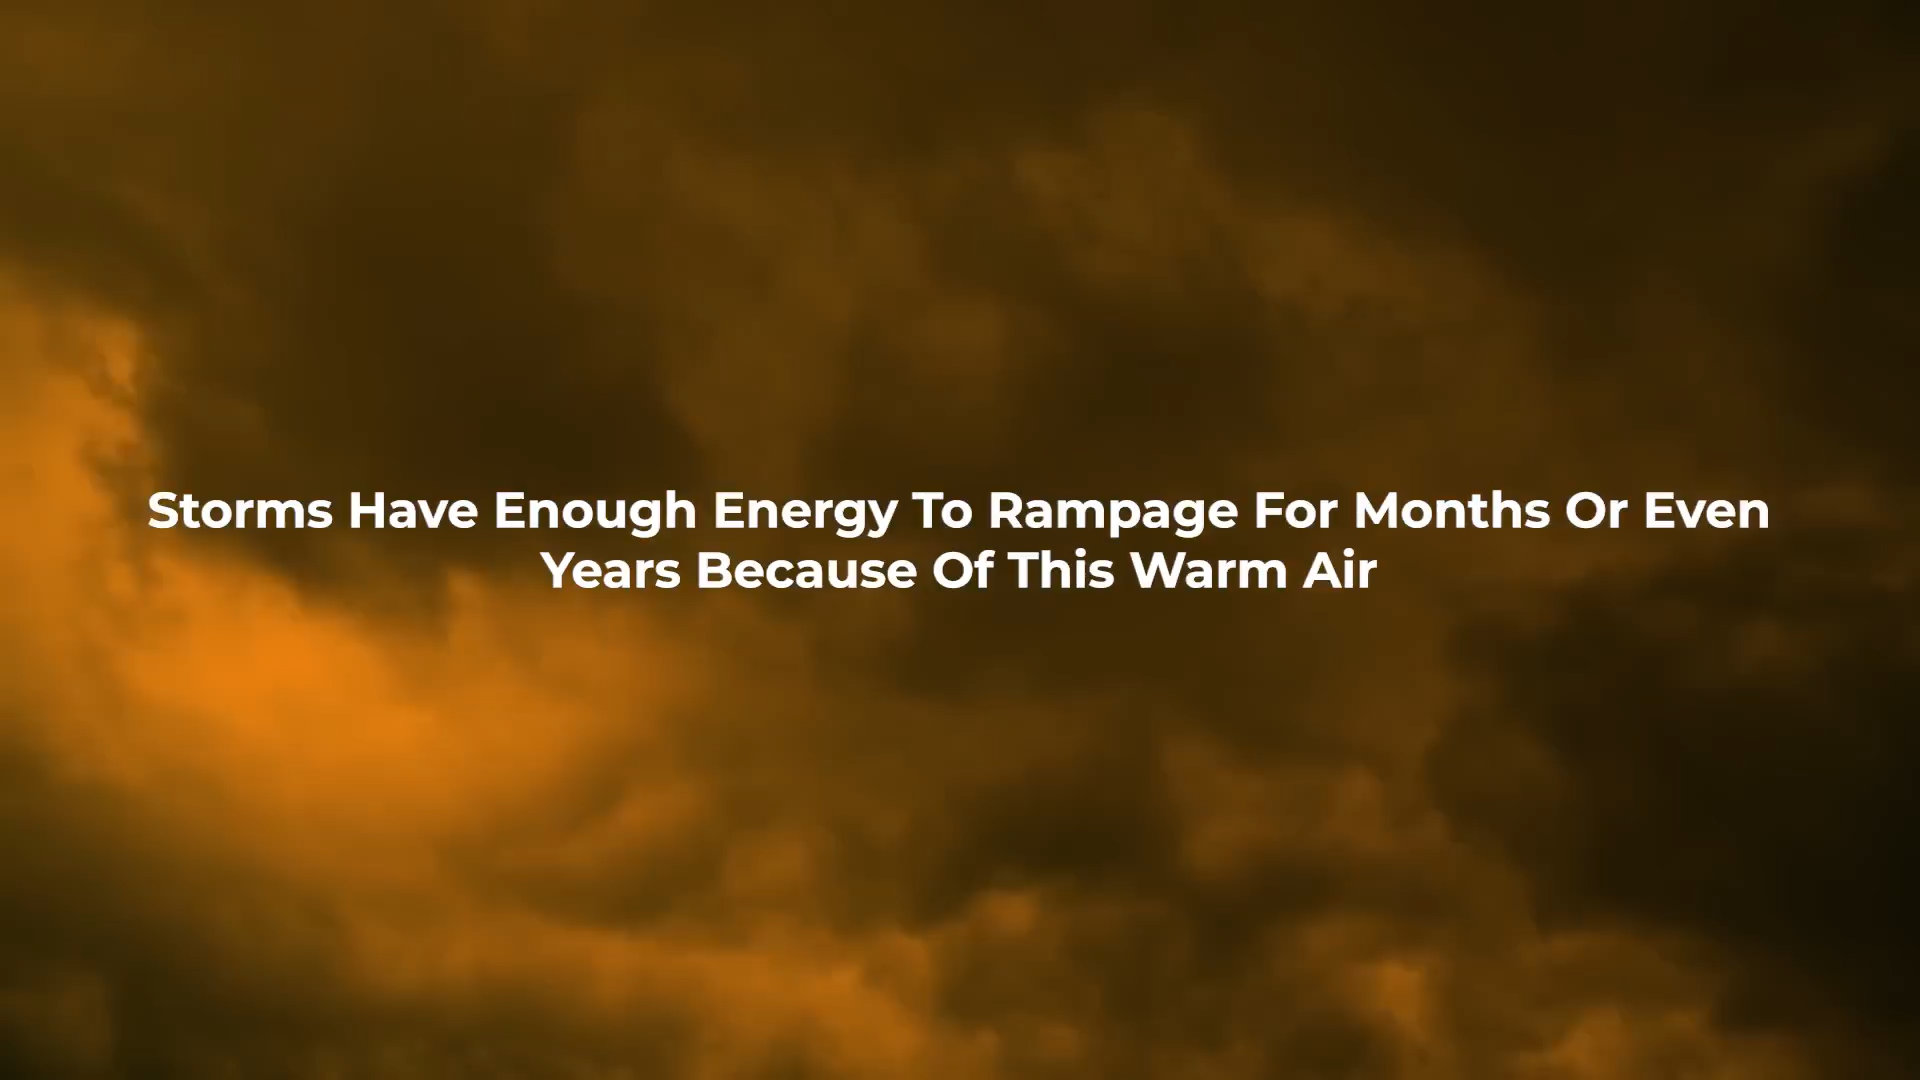 Storms Have Enough Energy To Rampage For Months Or Even
Years Because Of This Warm Air